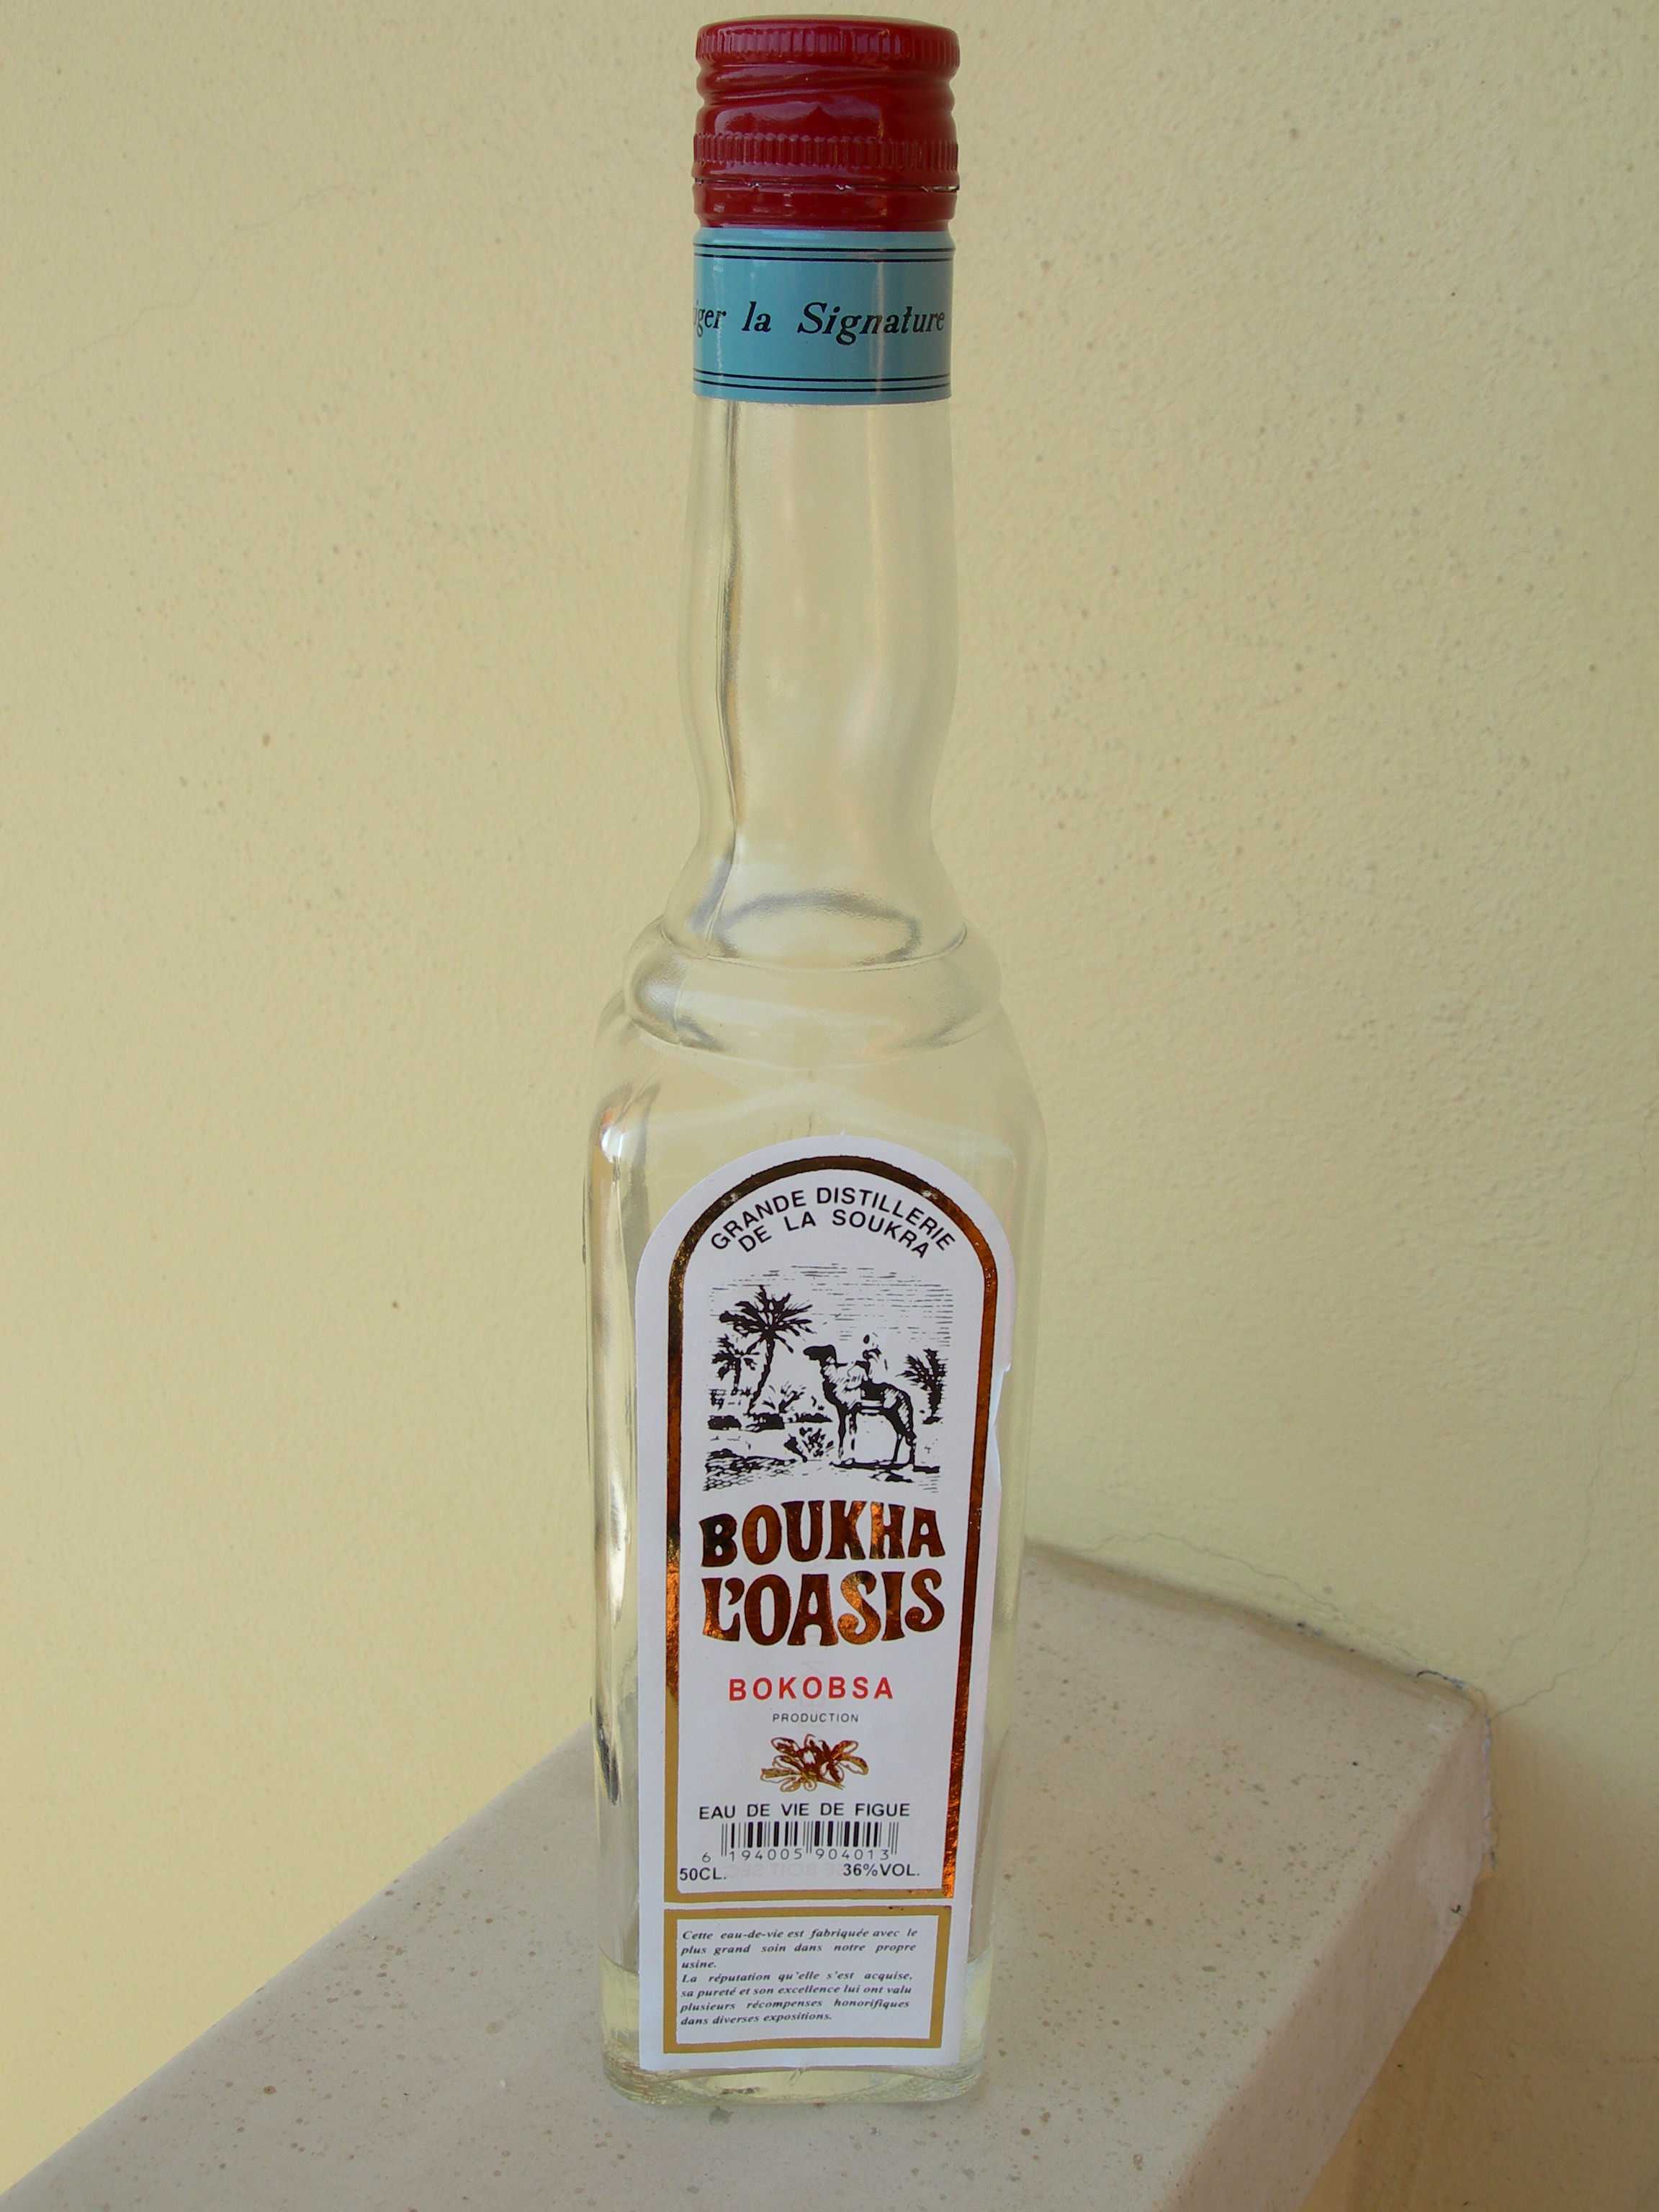 la Signature
GRANDE DISTILLERIE
DE LA SOUKRA
BOUKHA
L'OASIS
BOKOBSA
PRODUCTION
EAU DE VIE DE FIGUE
6 194005 904013
50CL. 36%VOL.
Cette eau-de-vie est fabriquée avec le
plus grand soin dans notre propre
usine.
La réputation qu'elle s'est acquise,
sa pureté et son excellence lui ont valu
plusieurs récompenses honorifiques
dans diverses expositions.